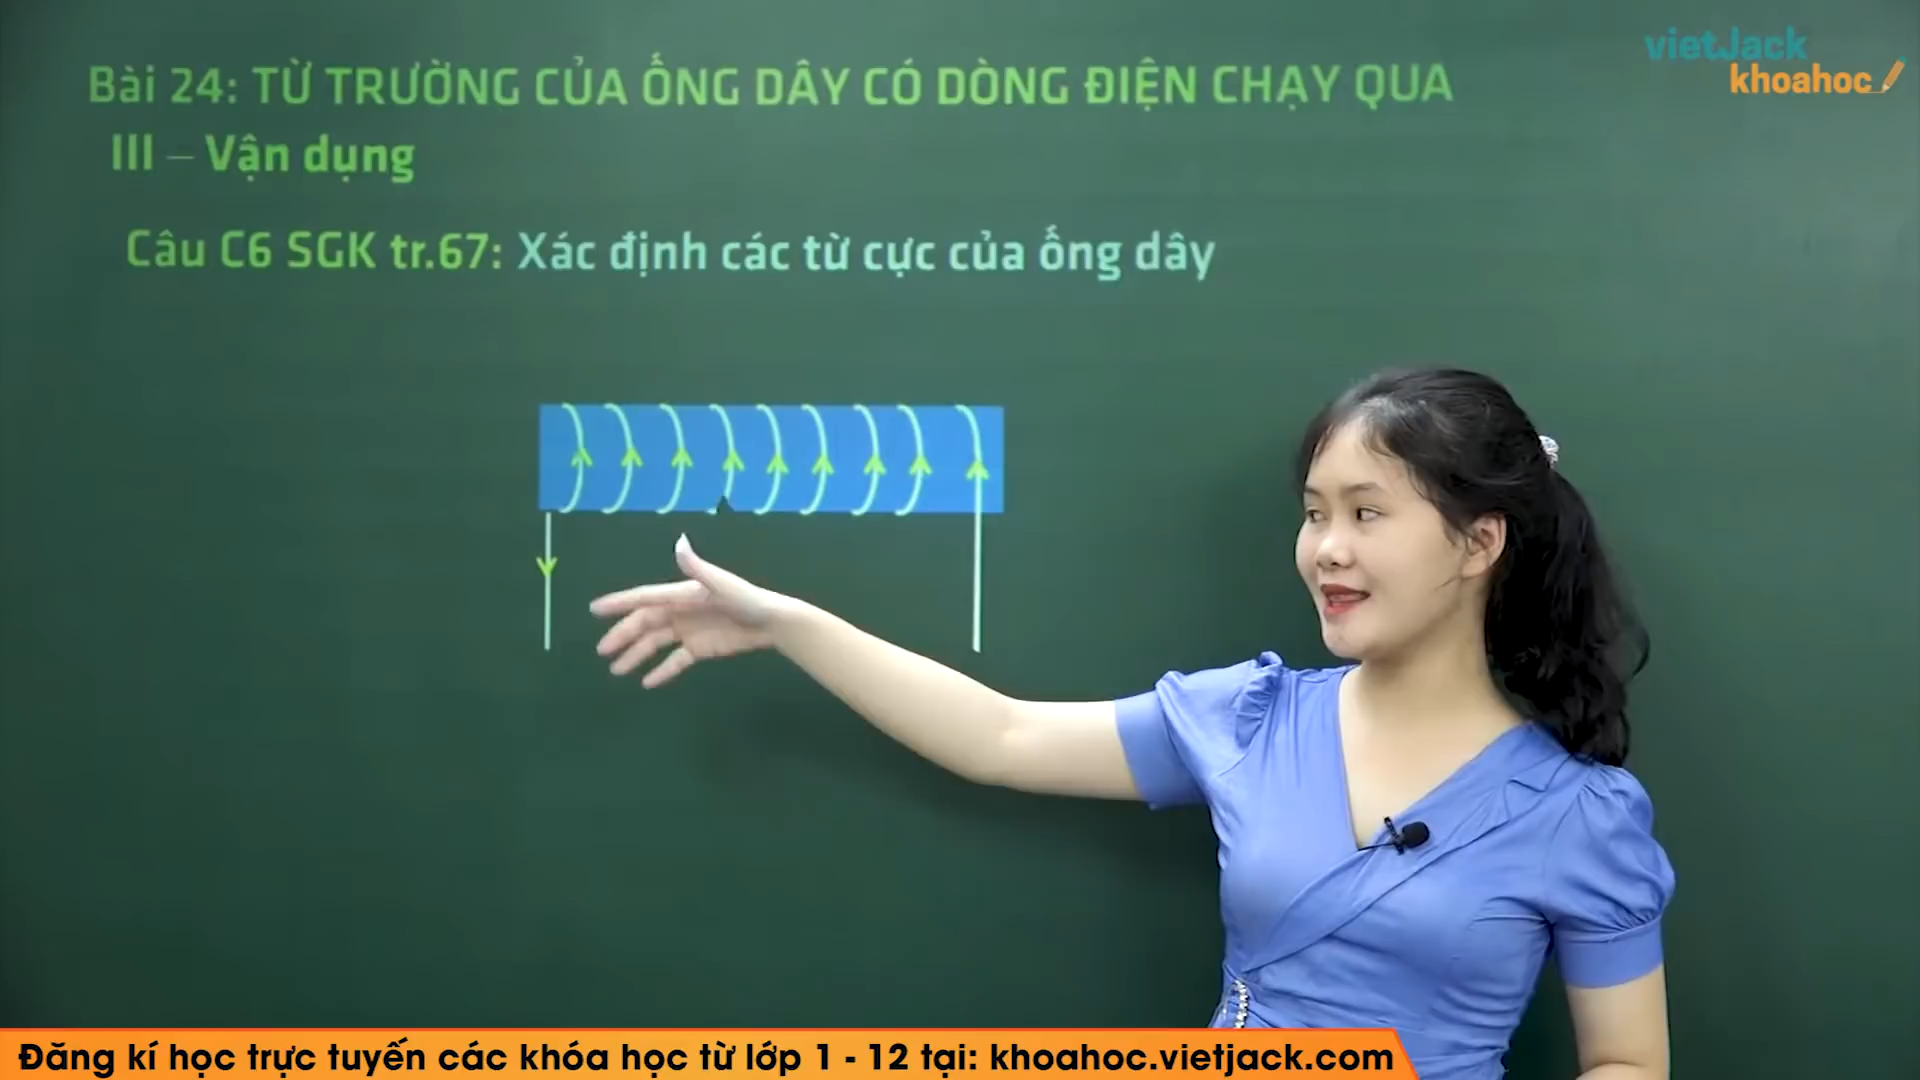 vietJack
khoahoc
Bài 24: TỪ TRƯỜNG CỦA ỐNG DÂY CÓ DÒNG ĐIỆN CHẠY QUA
III – Vận dụng
Câu C6 SGK tr.67: Xác định các từ cực của ống dây
Đăng kí học trực tuyến các khóa học từ lớp 1 - 12 tại: khoahoc.vietjack.com